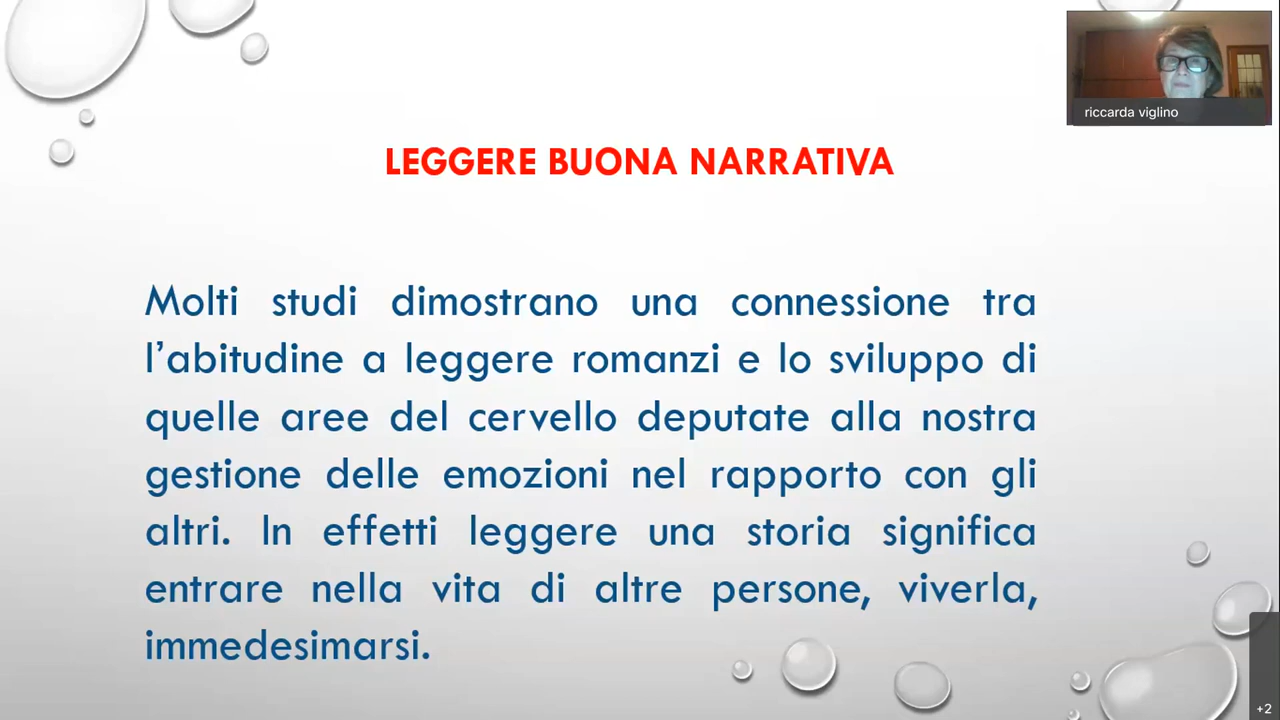 riccarda viglino
LEGGERE BUONA NARRATIVA
Molti studi dimostrano una connessione tra
l’abitudine a leggere romanzi e lo sviluppo di
quelle aree del cervello deputate alla nostra
gestione delle emozioni nel rapporto con gli
altri. In effetti leggere una storia significa
entrare nella vita di altre persone, viverla,
immedesimarsi.
+2